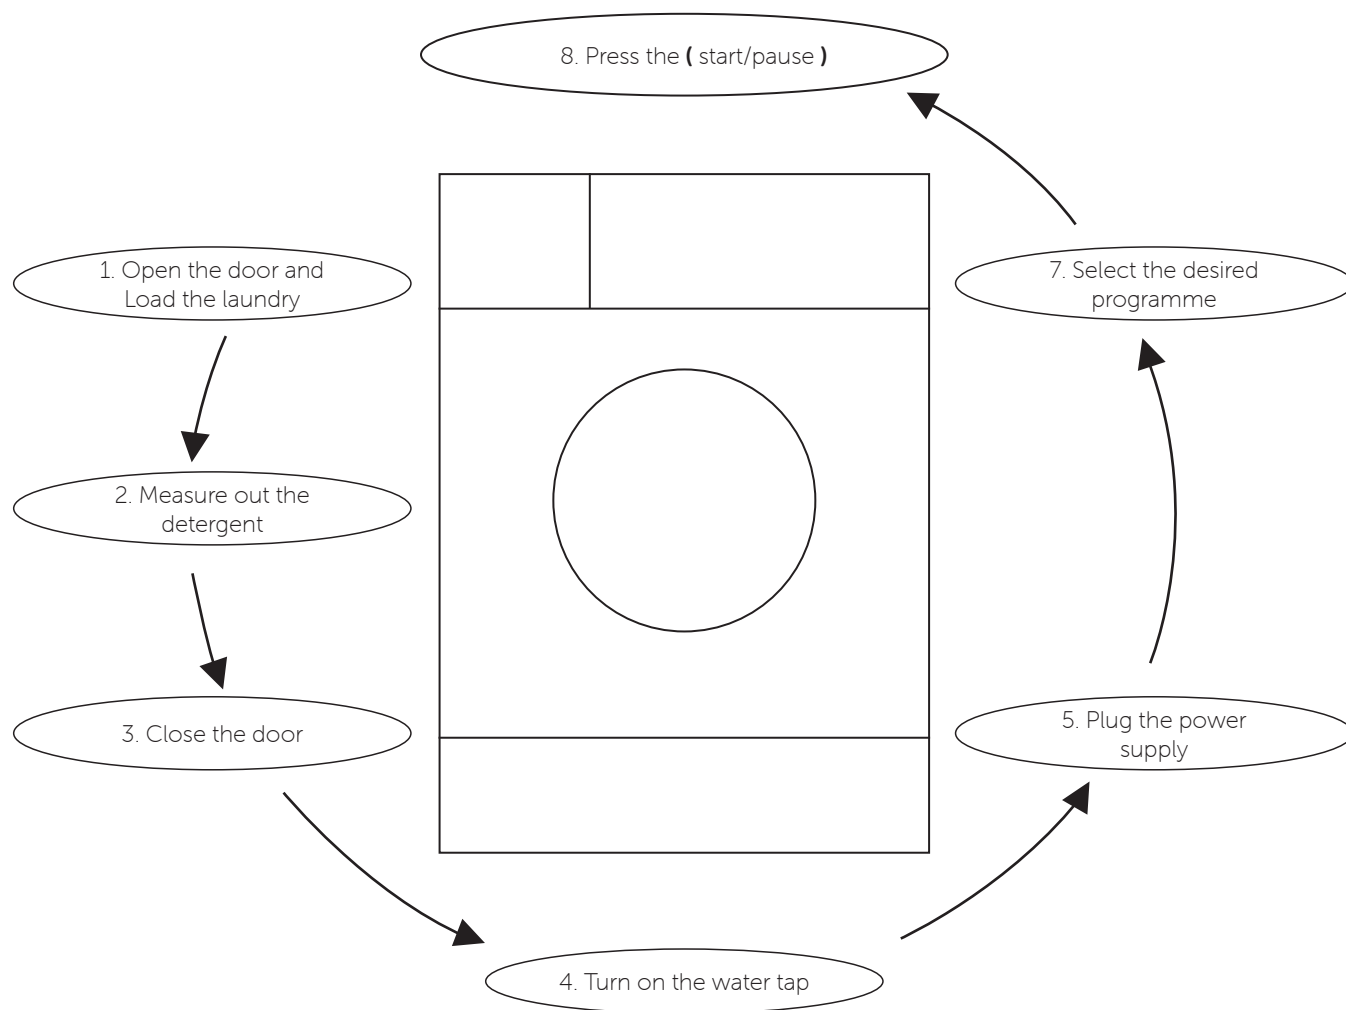 1. Open the door and
Load the laundry
2. Measure out the
detergent
3. Close the door
4. Turn on the water tap
5. Plug the power
supply
7. Select the desired
programme
8. Press the ( start/pause )